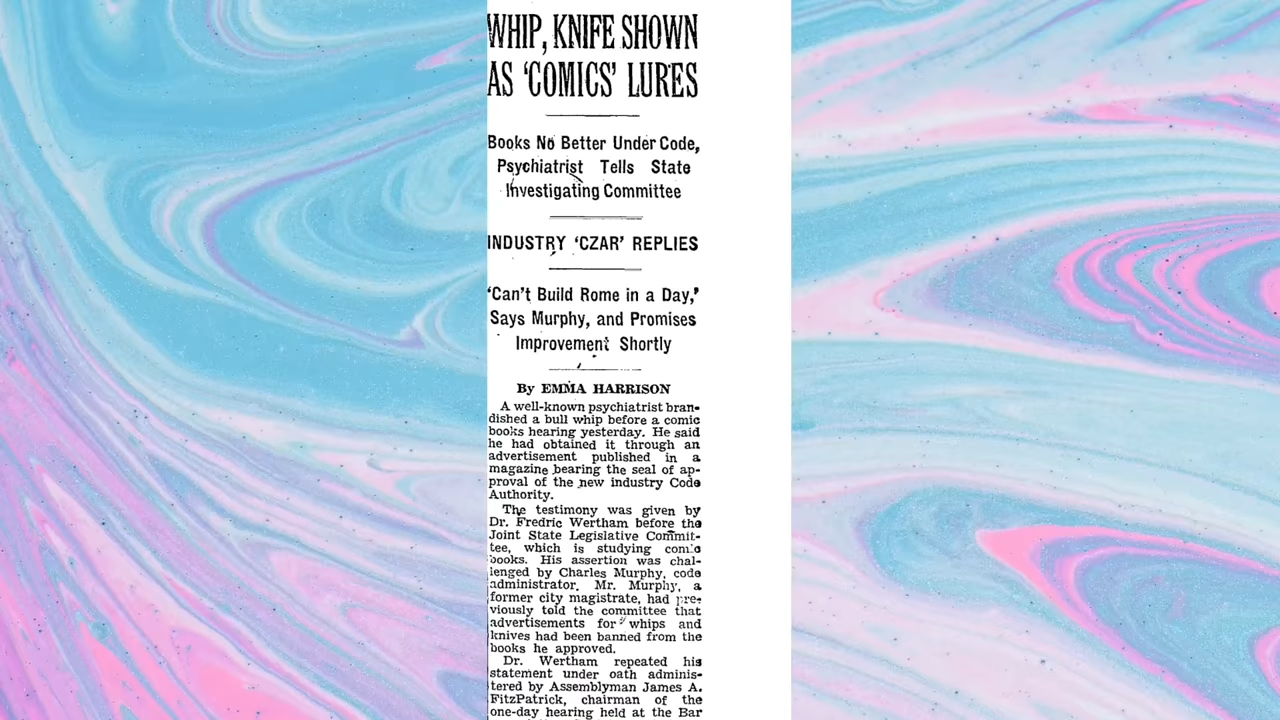 WHIP, KNIFE SHOWN
AS 'COMICS' LURES
Books No Better Under Code,
Psychiatrist Tells State
Investigating Committee
INDUSTRY 'CZAR' REPLIES
'Can't Build Rome in a Day,'
Says Murphy, and Promises
Improvement Shortly
By EMMA HARRISON
A well-known psychiatrist bran-
dished a bull whip before a comic
books hearing yesterday. He said
he had obtained it through an
advertisement published in a
magazine bearing the seal of ap-
proval of the new industry Code
Authority.
The testimony was given by
Dr. Fredric Wertham before the
Joint State Legislative Commit-
tee, which is studying comic
books. His assertion was chal-
lenged by Charles Murphy, code
administrator. Mr. Murphy, a
former city magistrate, had pre-
viously told the committee that
advertisements for whips and
knives had been banned from the
books he approved.
Dr. Wertham repeated his
statement under oath adminis-
tered by Assemblyman James A.
FitzPatrick, chairman of the
one-day hearing held at the Bar